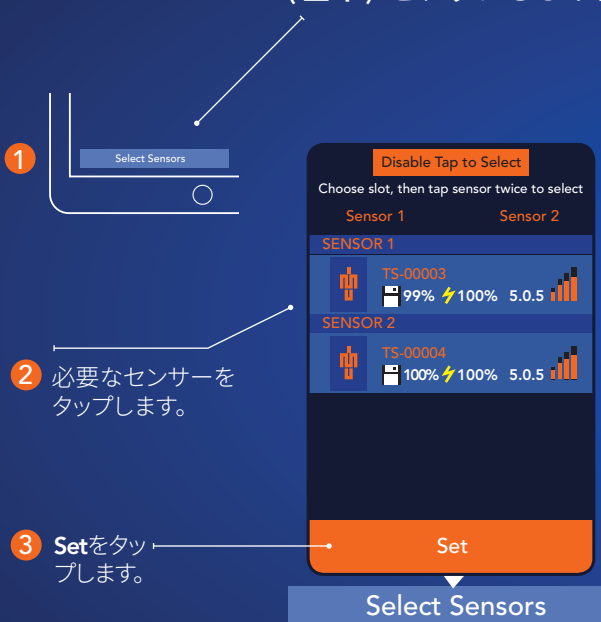 1
Select Sensors
Disable Tap to Select
Choose slot, then tap sensor twice to select
Sensor 1 Sensor 2
SENSOR 1
TS-00003
99% 100% 5.0.5
SENSOR 2
TS-00004
100% 100% 5.0.5
2 必要なセンサーを
タップします。
3 Setをタッ
プします。
Set
Select Sensors